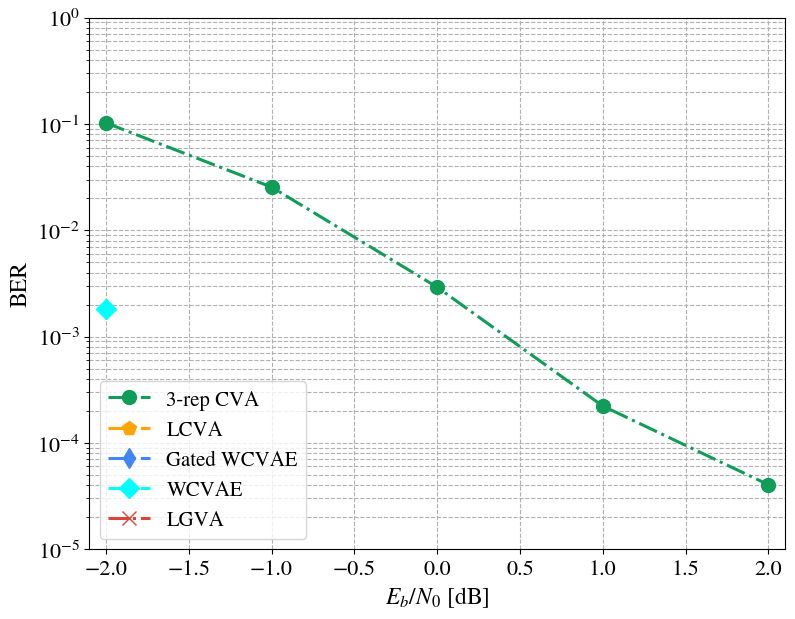 10⁰
10⁻¹
10⁻²
10⁻³
10⁻⁴
10⁻⁵
BER
3-rep CVA
LCVA
Gated WCVAE
WCVAE
LGVA
−2.0 −1.5 −1.0 −0.5 0.0 0.5 1.0 1.5 2.0
E_b/N_0 [dB]